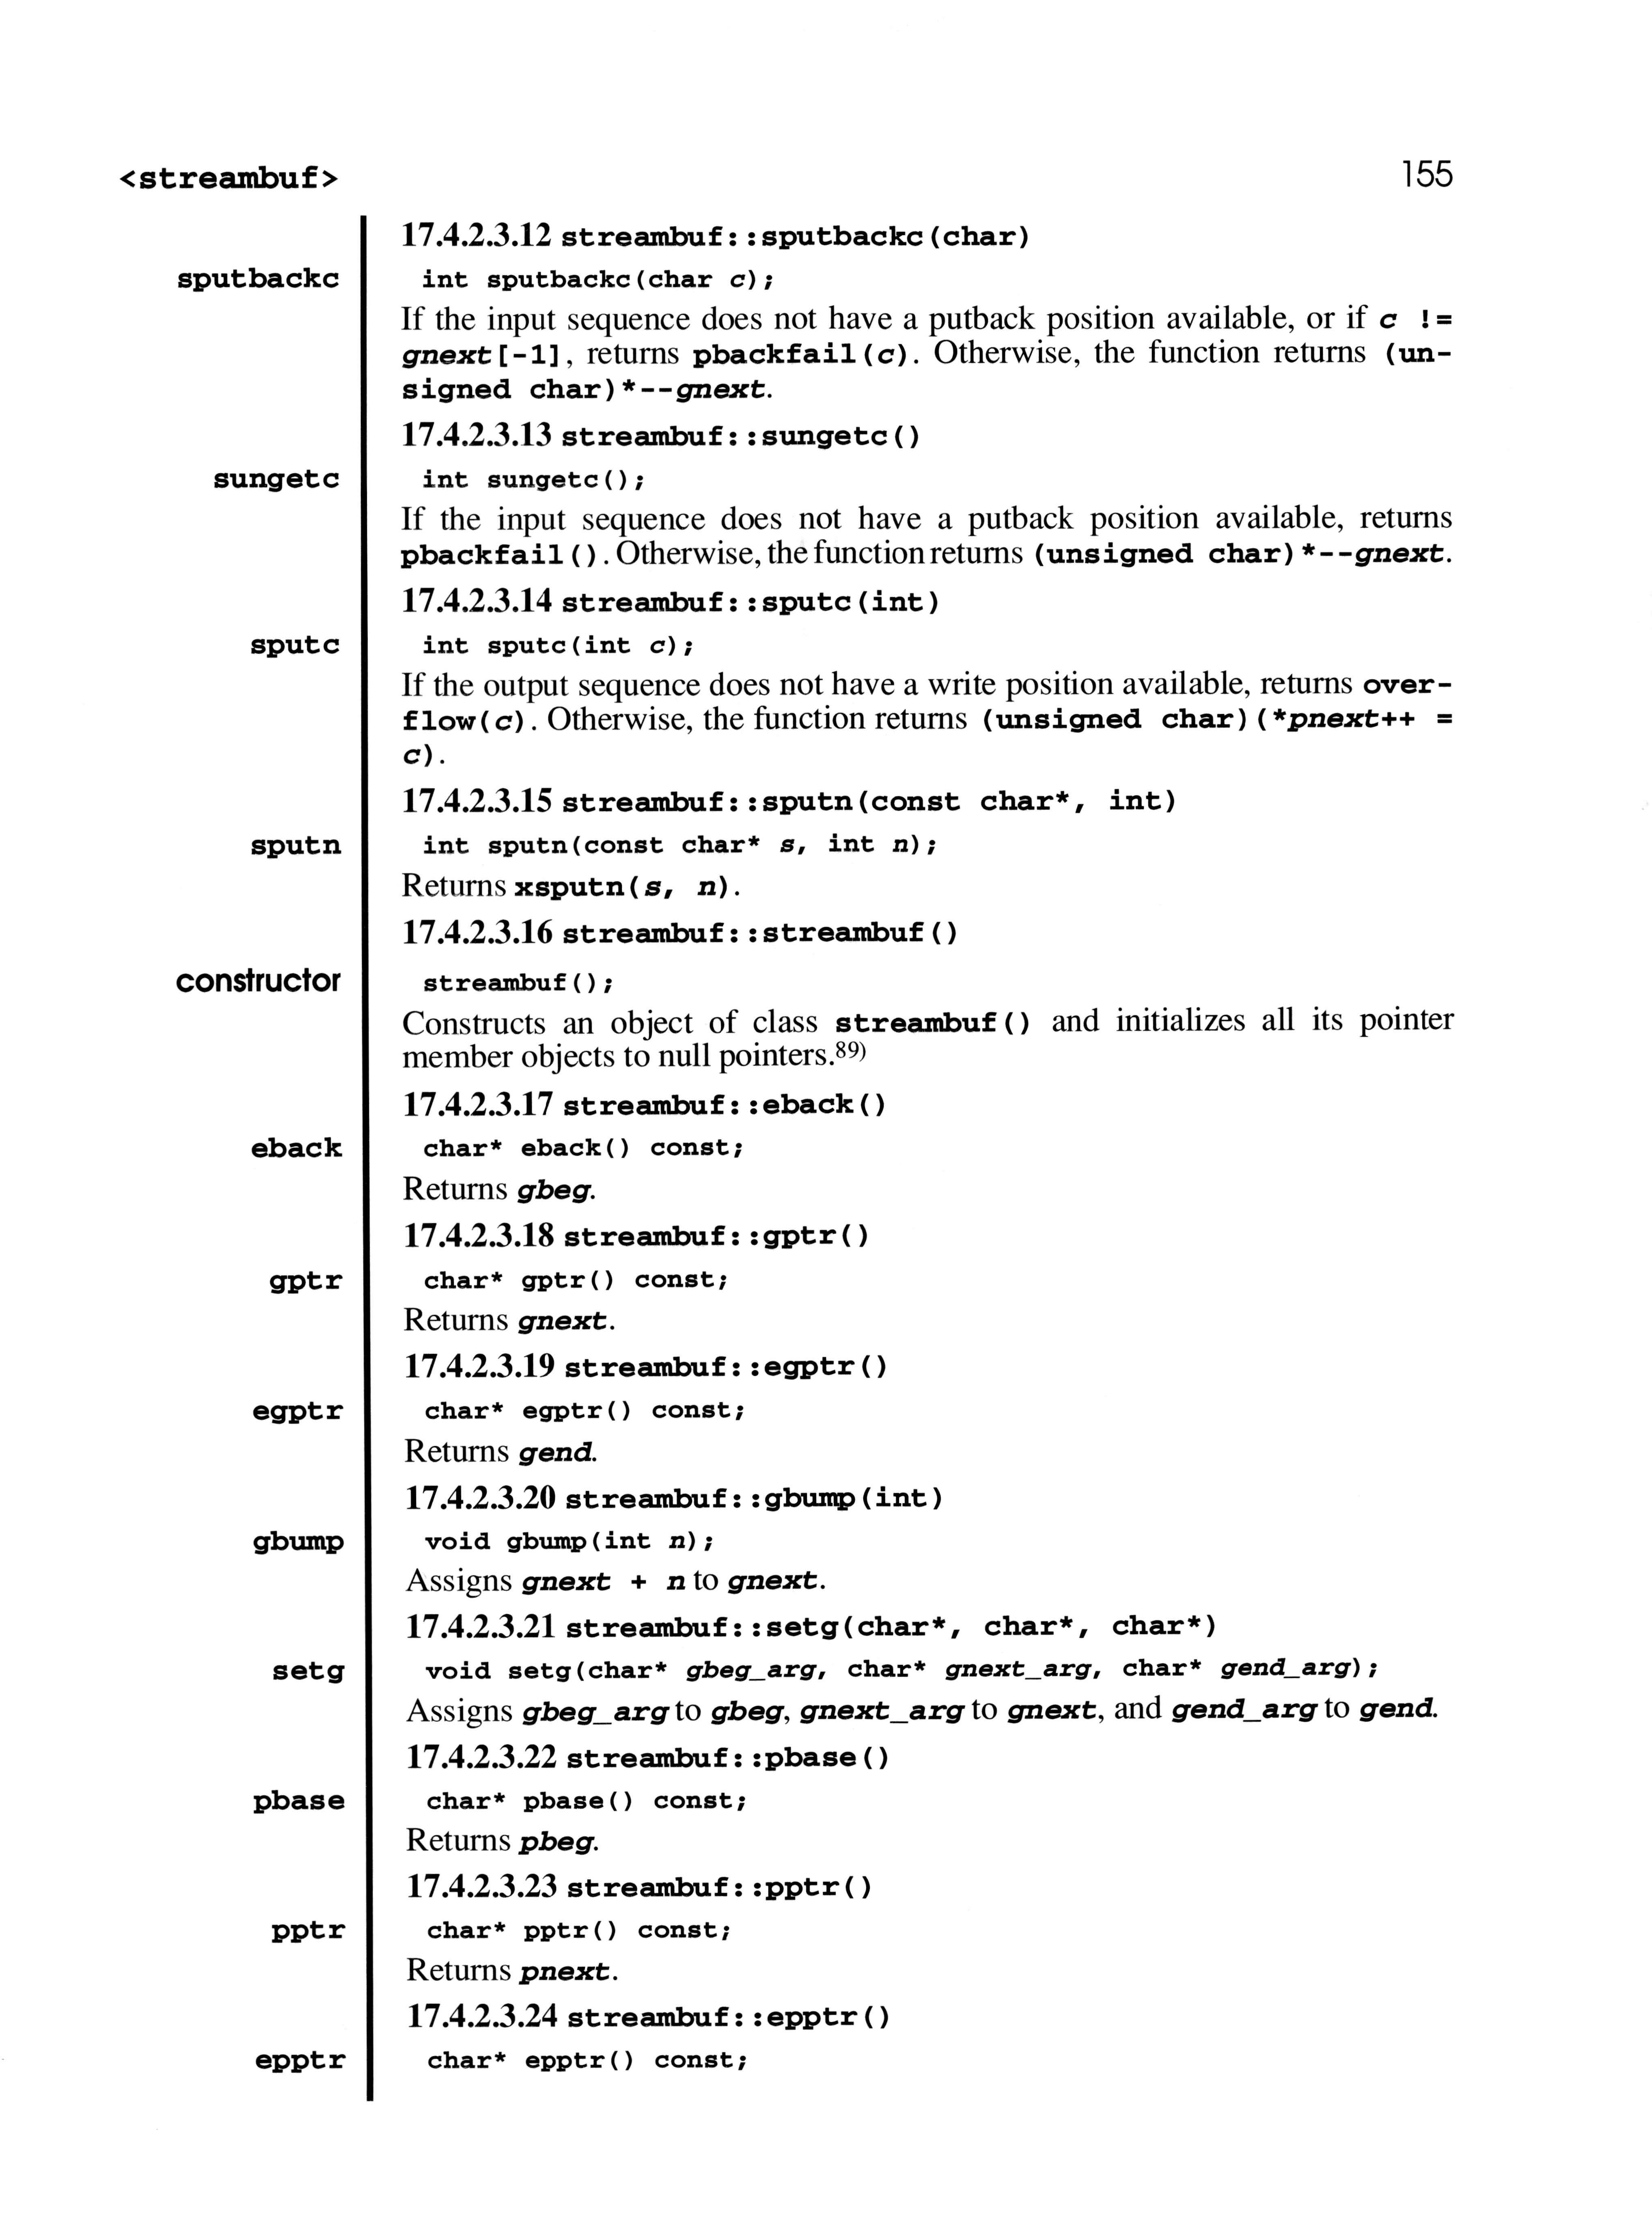 <streambuf> 155
17.4.2.3.12 streambuf::sputbackc(char)
sputbackc int sputbackc(char c);
If the input sequence does not have a putback position available, or if c !=
gnext[-1], returns pbackfail(c). Otherwise, the function returns (un-
signed char)*--gnext.
17.4.2.3.13 streambuf::sungetc()
sungetc int sungetc();
If the input sequence does not have a putback position available, returns
pbackfail(). Otherwise, the function returns (unsigned char)*--gnext.
17.4.2.3.14 streambuf::sputc(int)
sputc int sputc(int c);
If the output sequence does not have a write position available, returns over-
flow(c). Otherwise, the function returns (unsigned char)(*pnext++ =
c).
17.4.2.3.15 streambuf::sputn(const char*, int)
sputn int sputn(const char* s, int n);
Returns xsputn(s, n).
17.4.2.3.16 streambuf::streambuf()
constructor streambuf();
Constructs an object of class streambuf() and initializes all its pointer
member objects to null pointers.89)
17.4.2.3.17 streambuf::eback()
eback char* eback() const;
Returns gbeg.
17.4.2.3.18 streambuf::gptr()
gptr char* gptr() const;
Returns gnext.
17.4.2.3.19 streambuf::egptr()
egptr char* egptr() const;
Returns gend.
17.4.2.3.20 streambuf::gbump(int)
gbump void gbump(int n);
Assigns gnext + n to gnext.
17.4.2.3.21 streambuf::setg(char*, char*, char*)
setg void setg(char* gbeg_arg, char* gnext_arg, char* gend_arg);
Assigns gbeg_arg to gbeg, gnext_arg to gnext, and gend_arg to gend.
17.4.2.3.22 streambuf::pbase()
pbase char* pbase() const;
Returns pbeg.
17.4.2.3.23 streambuf::pptr()
pptr char* pptr() const;
Returns pnext.
17.4.2.3.24 streambuf::epptr()
epptr char* epptr() const;